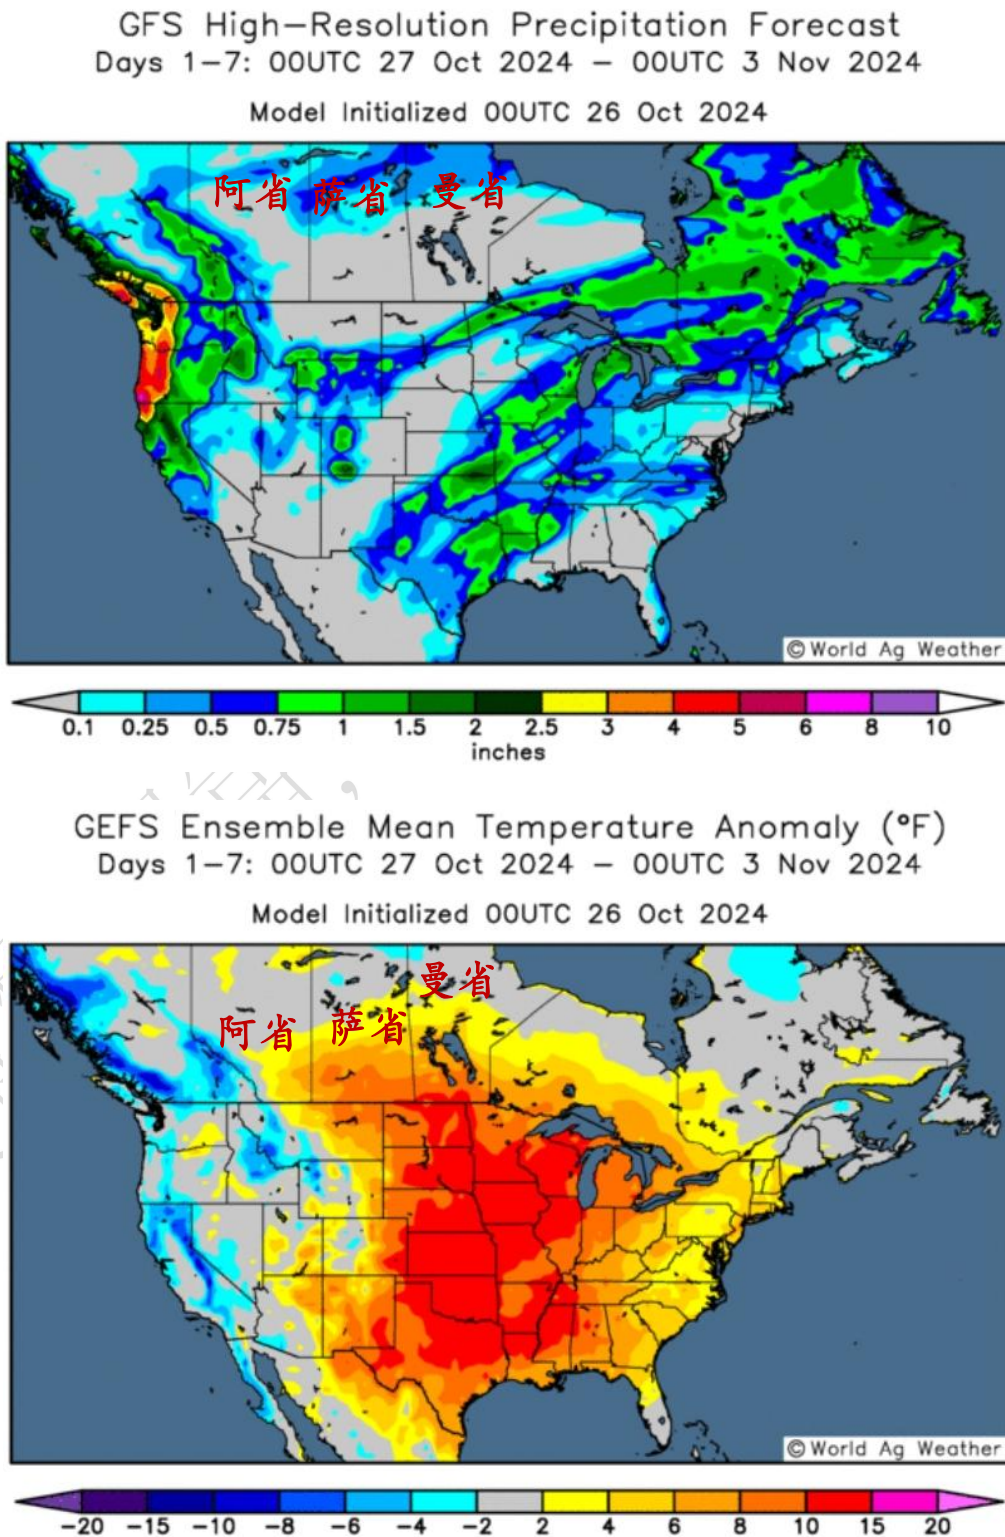 GFS High-Resolution Precipitation Forecast
Days 1-7: 00UTC 27 Oct 2024 - 00UTC 3 Nov 2024
Model Initialized 00UTC 26 Oct 2024
阿省 萨省 曼省
© World Ag Weather
0.1 0.25 0.5 0.75 1 1.5 2 2.5 3 4 5 6 8 10
inches
GEFS Ensemble Mean Temperature Anomaly (°F)
Days 1-7: 00UTC 27 Oct 2024 - 00UTC 3 Nov 2024
Model Initialized 00UTC 26 Oct 2024
曼省
阿省 萨省
© World Ag Weather
-20 -15 -10 -8 -6 -4 -2 2 4 6 8 10 15 20